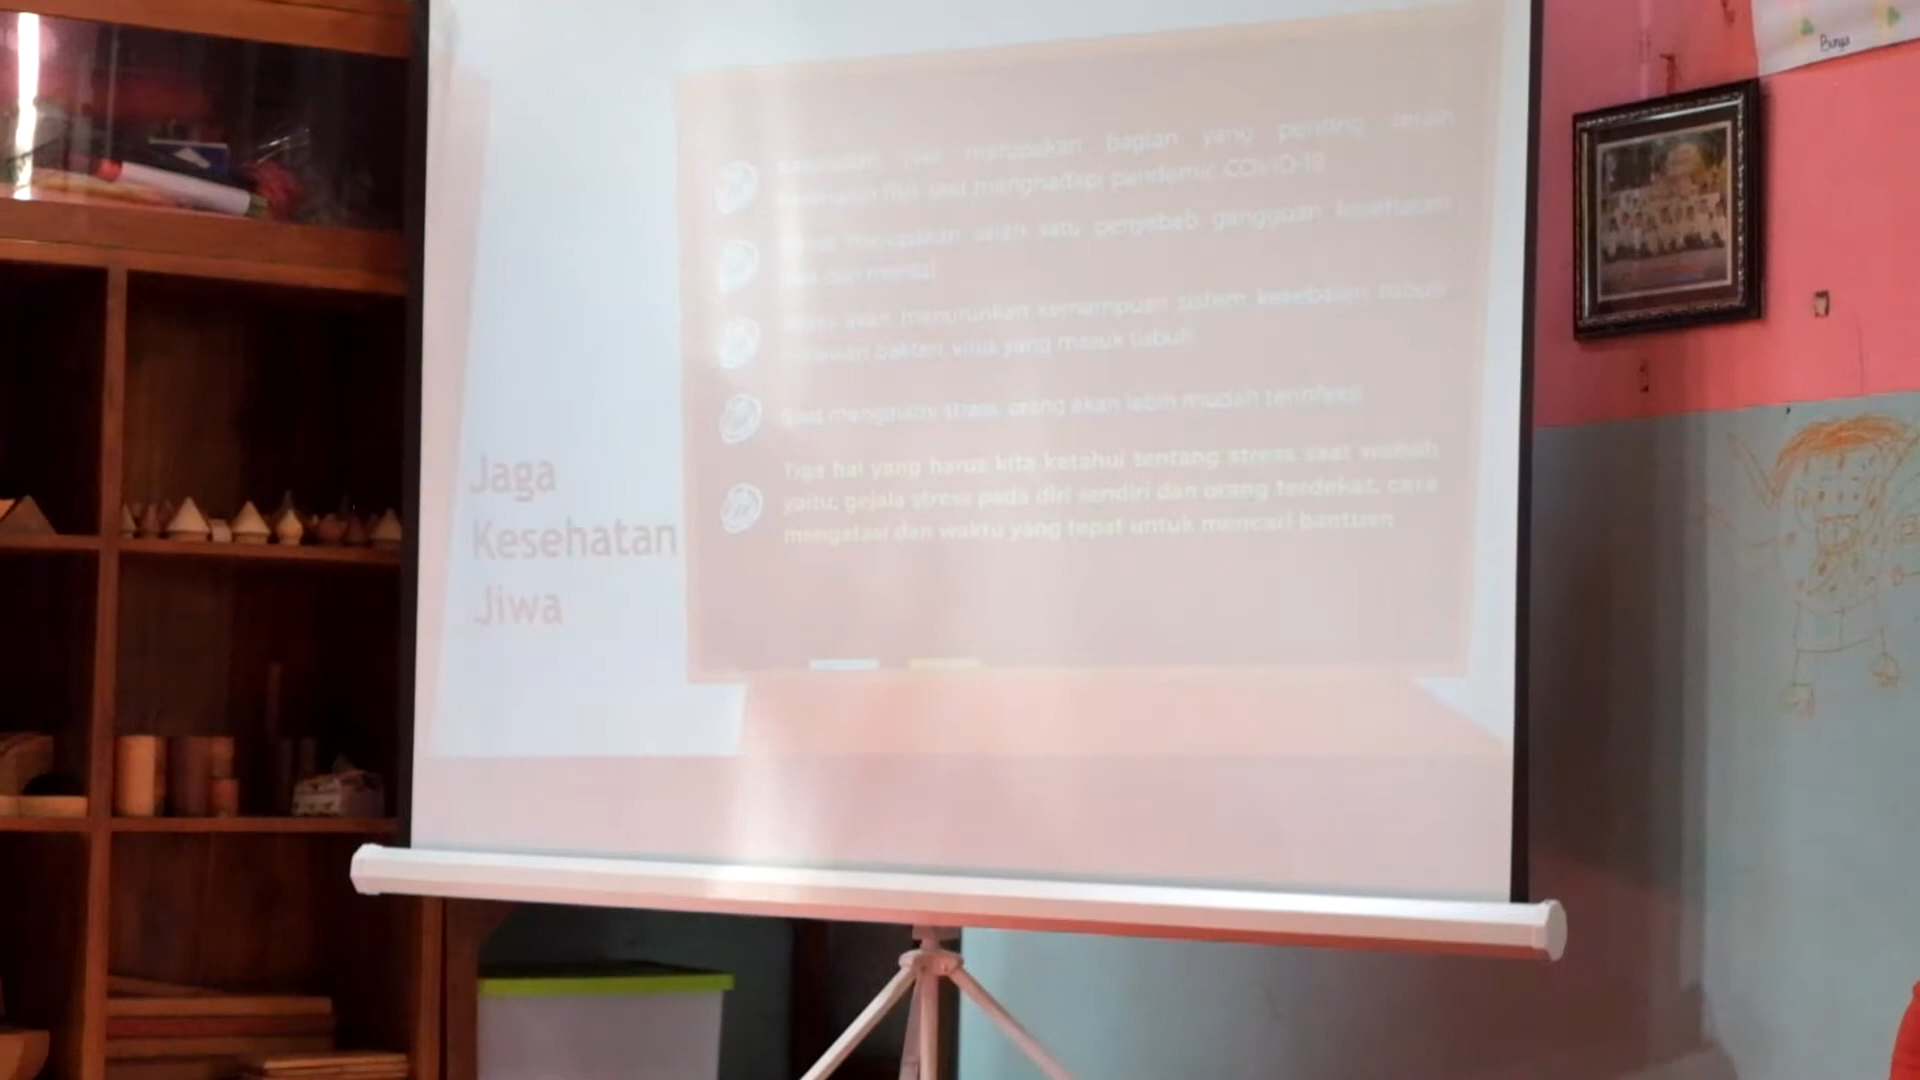 Jaga
Kesehatan
Jiwa
merupakan bagian yang penting
saat menghadapi pandemic COVID-19
merupakan salah satu penyebab gangguan kesehatan
dan mental
akan menurunkan kemampuan sistem kekebalan tubuh
bakteri, virus yang masuk tubuh
Saat mengalami stress, orang akan lebih mudah terinfeksi
Tiga hal yang harus kita ketahui tentang stress saat wabah
yaitu; gejala stress pada diri sendiri dan orang terdekat, cara
mengatasi dan waktu yang tepat untuk mencari bantuan
Bunga